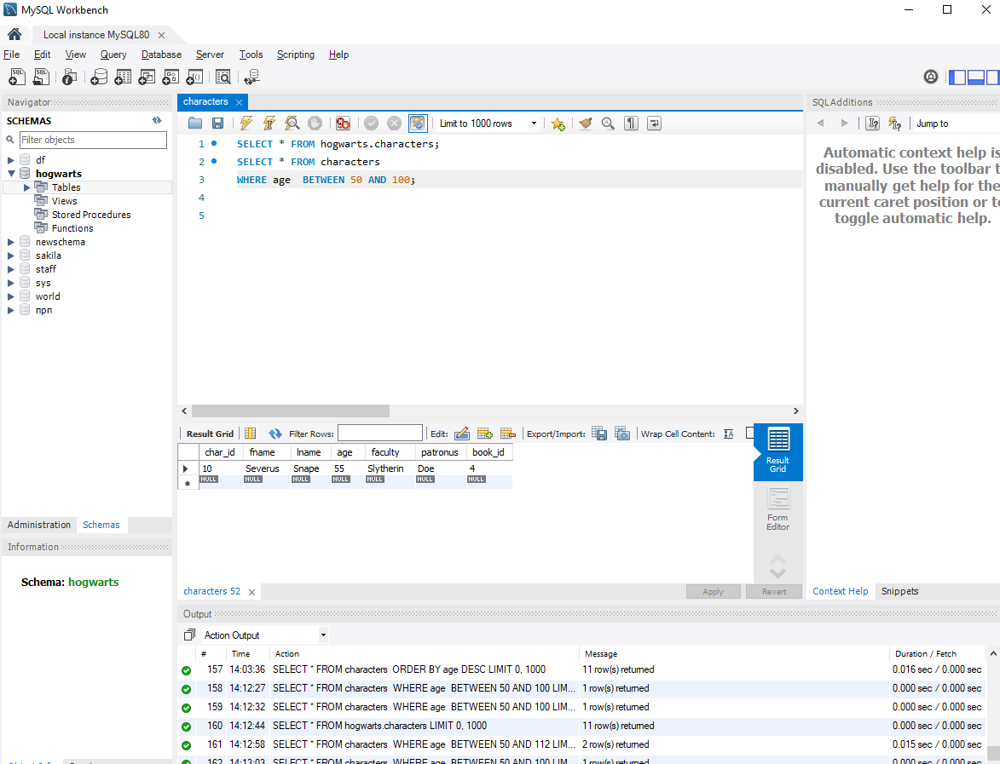 MySQL Workbench
Local instance MySQL80
File Edit View Query Database Server Tools Scripting Help
Navigator
SCHEMAS
Filter objects
df
hogwarts
Tables
Views
Stored Procedures
Functions
newschema
sakila
staff
sys
world
прп
Administration Schemas
Information
Schema: hogwarts
characters
Limit to 1000 rows
1 SELECT * FROM hogwarts.characters;
2 SELECT * FROM characters
3 WHERE age  BETWEEN 50 AND 100;
4
5
Result Grid Filter Rows: Edit: Export/Import: Wrap Cell Content:
char_id fname lname age faculty patronus book_id
10 Severus Snape 55 Slytherin Doe 4
NULL NULL NULL NULL NULL NULL NULL
Result
Grid
Form
Editor
characters 52
Apply Revert
SQLAdditions
Jump to
Automatic context help is
disabled. Use the toolbar t
manually get help for the
current caret position or to
toggle automatic help.
Context Help Snippets
Output
Action Output
# Time Action Message Duration / Fetch
157 14:03:36 SELECT * FROM characters  ORDER BY age DESC LIMIT 0, 1000 11 row(s) returned 0.016 sec / 0.000 sec
158 14:12:27 SELECT * FROM characters  WHERE age  BETWEEN 50 AND 100 LIM... 1 row(s) returned 0.000 sec / 0.000 sec
159 14:12:32 SELECT * FROM characters  WHERE age  BETWEEN 50 AND 100 LIM... 1 row(s) returned 0.000 sec / 0.000 sec
160 14:12:44 SELECT * FROM hogwarts.characters LIMIT 0, 1000 11 row(s) returned 0.000 sec / 0.000 sec
161 14:12:58 SELECT * FROM characters  WHERE age  BETWEEN 50 AND 112 LIM... 2 row(s) returned 0.015 sec / 0.000 sec
162 14:13:03 SELECT * FROM characters  WHERE age  BETWEEN 50 AND 100 LIM... 1 row(s) returned 0.000 sec / 0.000 sec